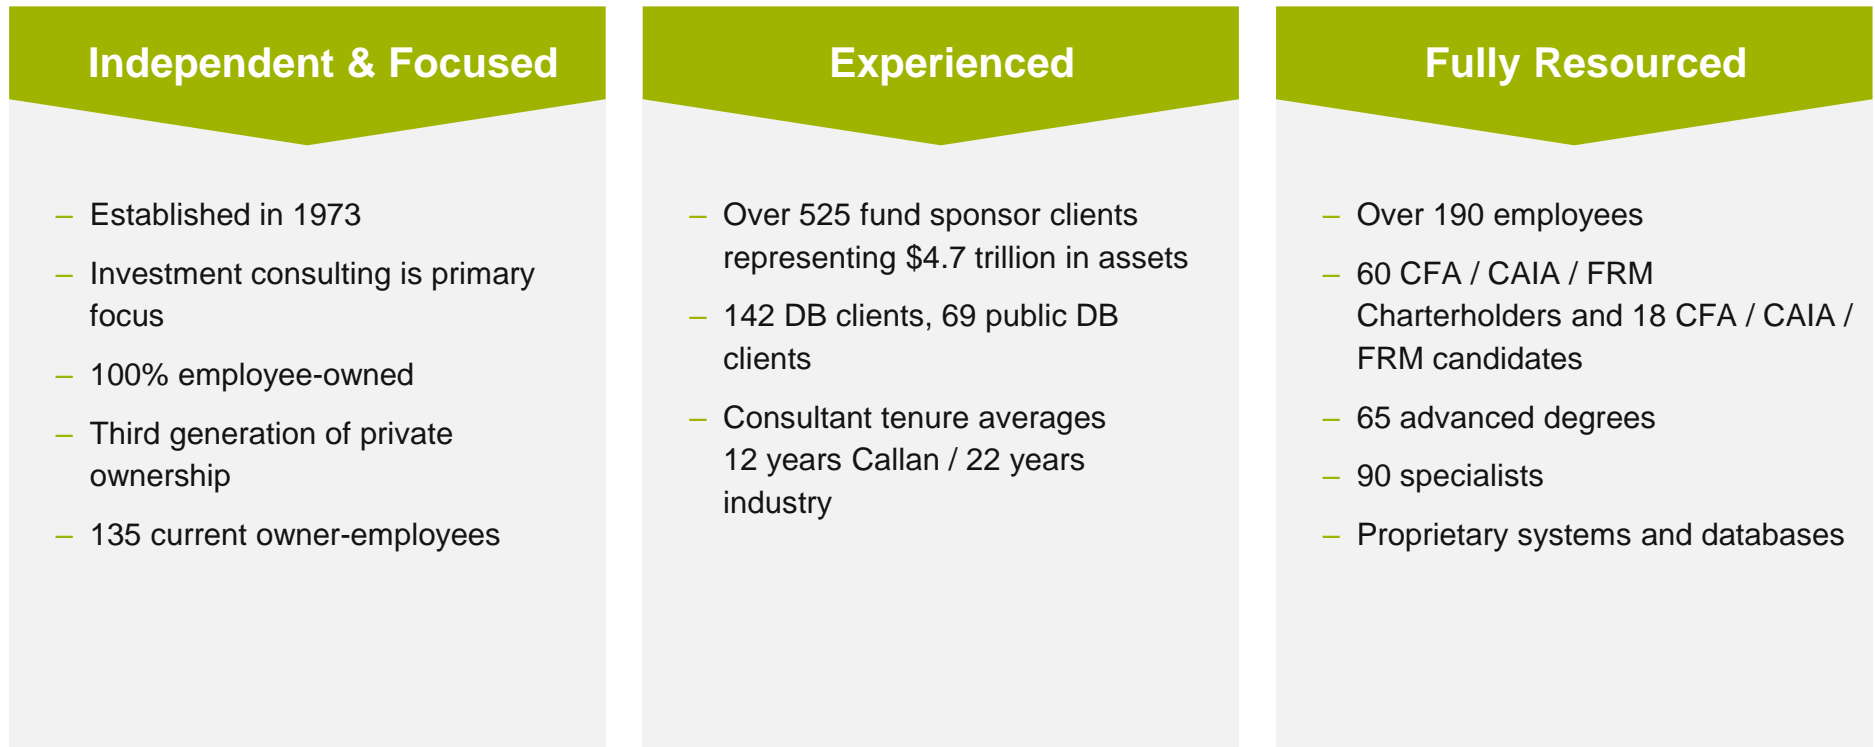 Independent & Focused
– Established in 1973
– Investment consulting is primary
focus
– 100% employee-owned
– Third generation of private
ownership
– 135 current owner-employees
Experienced
– Over 525 fund sponsor clients
representing $4.7 trillion in assets
– 142 DB clients, 69 public DB
clients
– Consultant tenure averages
12 years Callan / 22 years
industry
Fully Resourced
– Over 190 employees
– 60 CFA / CAIA / FRM
Charterholders and 18 CFA / CAIA /
FRM candidates
– 65 advanced degrees
– 90 specialists
– Proprietary systems and databases